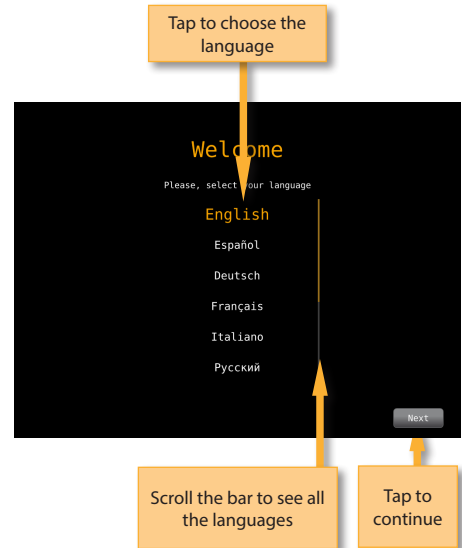 Tap to choose the
language
Welcome
Please, select your language
English
Español
Deutsch
Français
Italiano
Русский
Next
Scroll the bar to see all
the languages
Tap to
continue